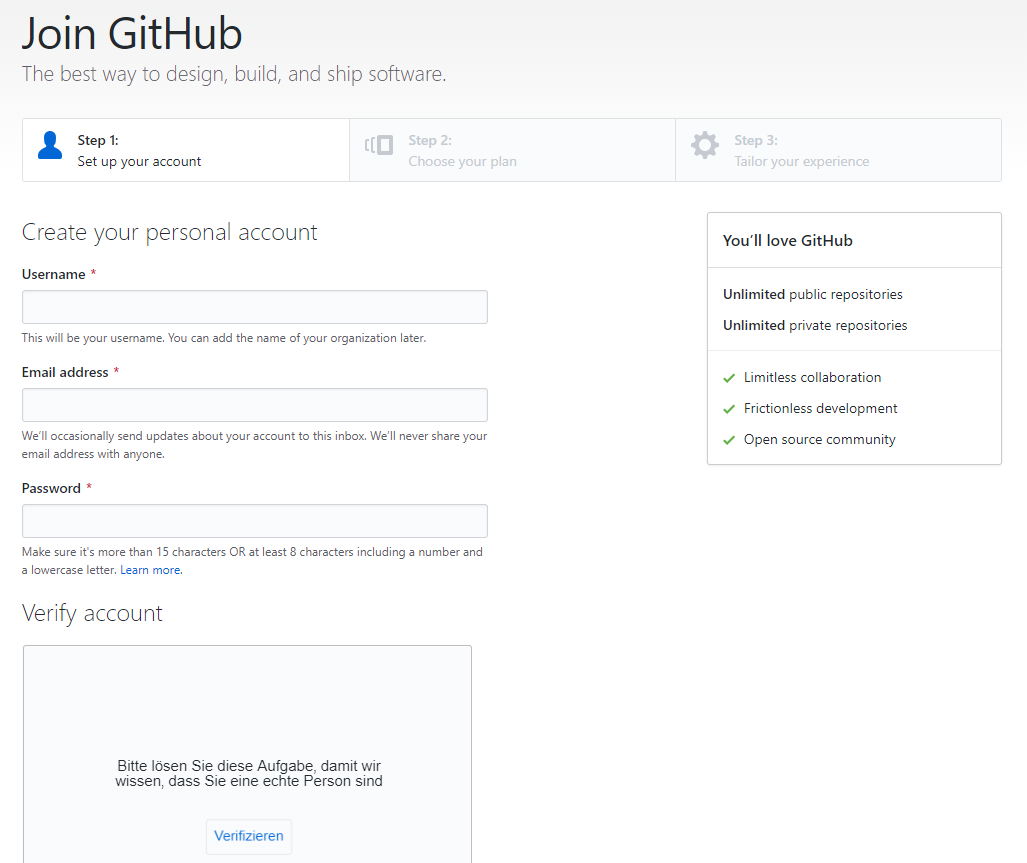 Join GitHub
The best way to design, build, and ship software.
Step 1:
Set up your account
Step 2:
Choose your plan
Step 3:
Tailor your experience
Create your personal account
Username *
This will be your username. You can add the name of your organization later.
Email address *
We’ll occasionally send updates about your account to this inbox. We’ll never share your
email address with anyone.
Password *
Make sure it's more than 15 characters OR at least 8 characters including a number and
a lowercase letter. Learn more.
Verify account
Bitte lösen Sie diese Aufgabe, damit wir
wissen, dass Sie eine echte Person sind
Verifizieren
You’ll love GitHub
Unlimited public repositories
Unlimited private repositories
Limitless collaboration
Frictionless development
Open source community